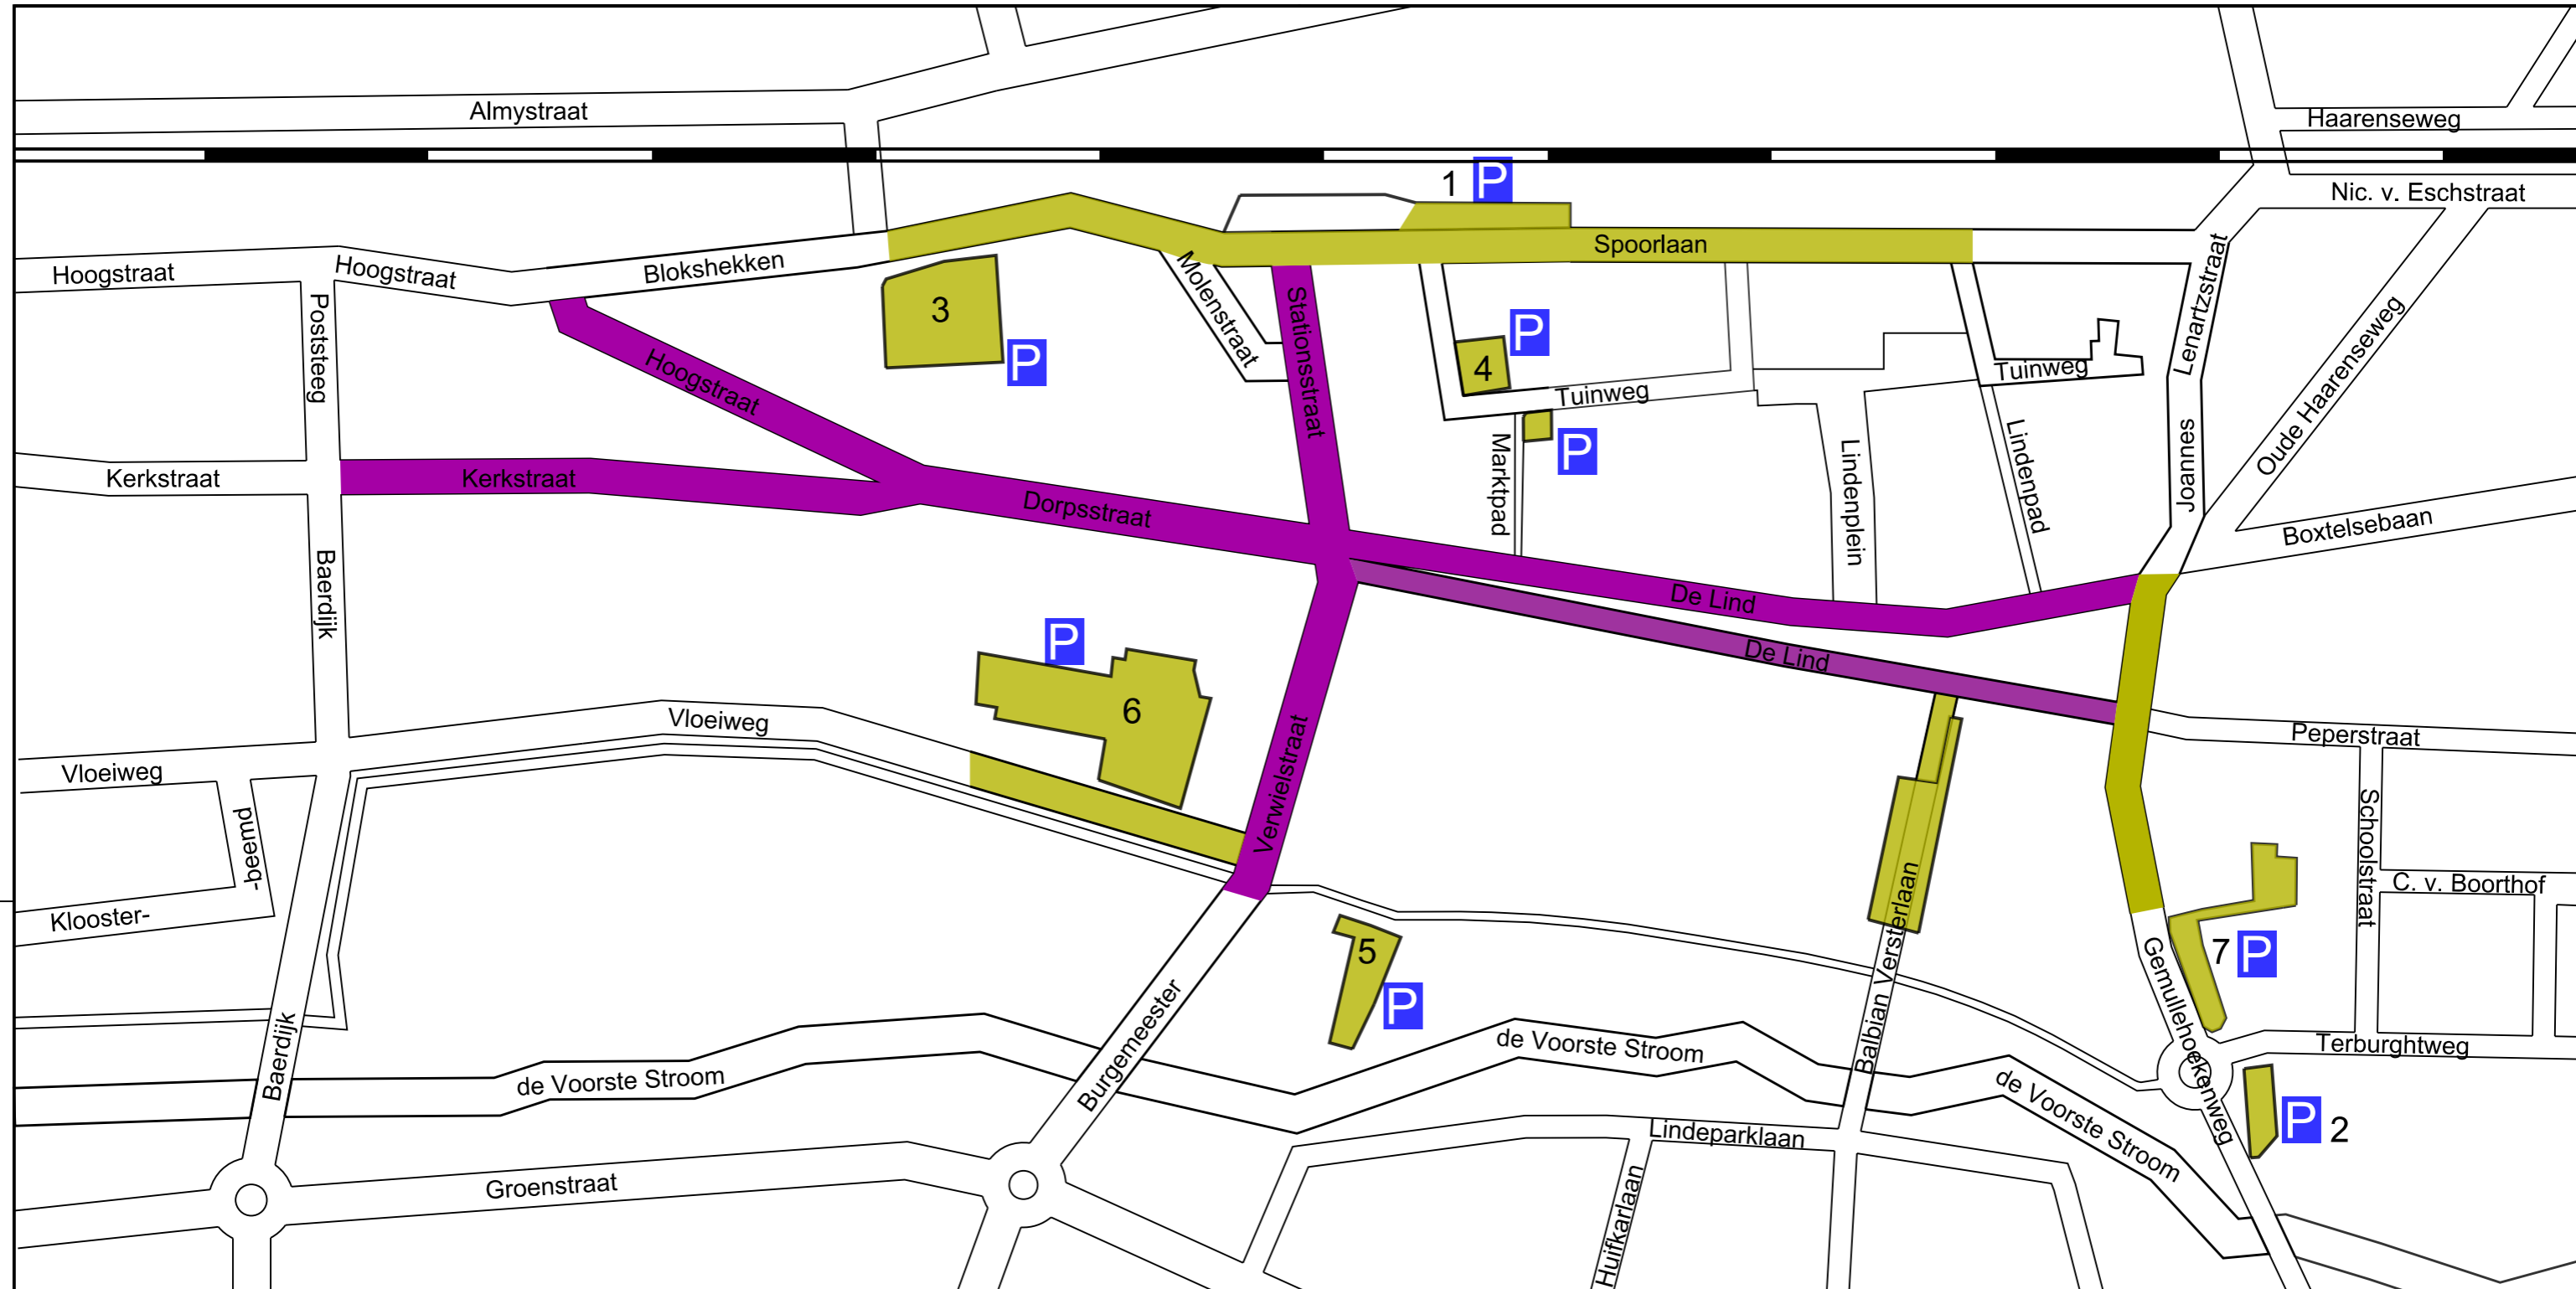 Almystraat
Haarenseweg
1 P
Nic. v. Eschstraat
Hoogstraat
Hoogstraat
Blokshekken
Spoorlaan
Molenstraat
Stationsstraat
Poststeeg
3
P
P
4
Hoogstraat
Tuinweg
Tuinweg
Joannes Lenartzstraat
Oude Haarenseweg
P
Marktpad
Lindenplein
Lindenpad
Kerkstraat
Kerkstraat
Dorpsstraat
Boxtelsebaan
Baerdijk
De Lind
De Lind
P
6
Vloeiweg
Vloeiweg
Peperstraat
Verwielstraat
Schoolstraat
Klooster-
beemd-
C. v. Boorthof
5
P
Balbian Versterlaan
7 P
Gemullehoekenweg
Baerdijk
Burgemeester
de Voorste Stroom
de Voorste Stroom
de Voorste Stroom
Terburghtweg
P 2
Lindeparklaan
Groenstraat
Huifkarlaan